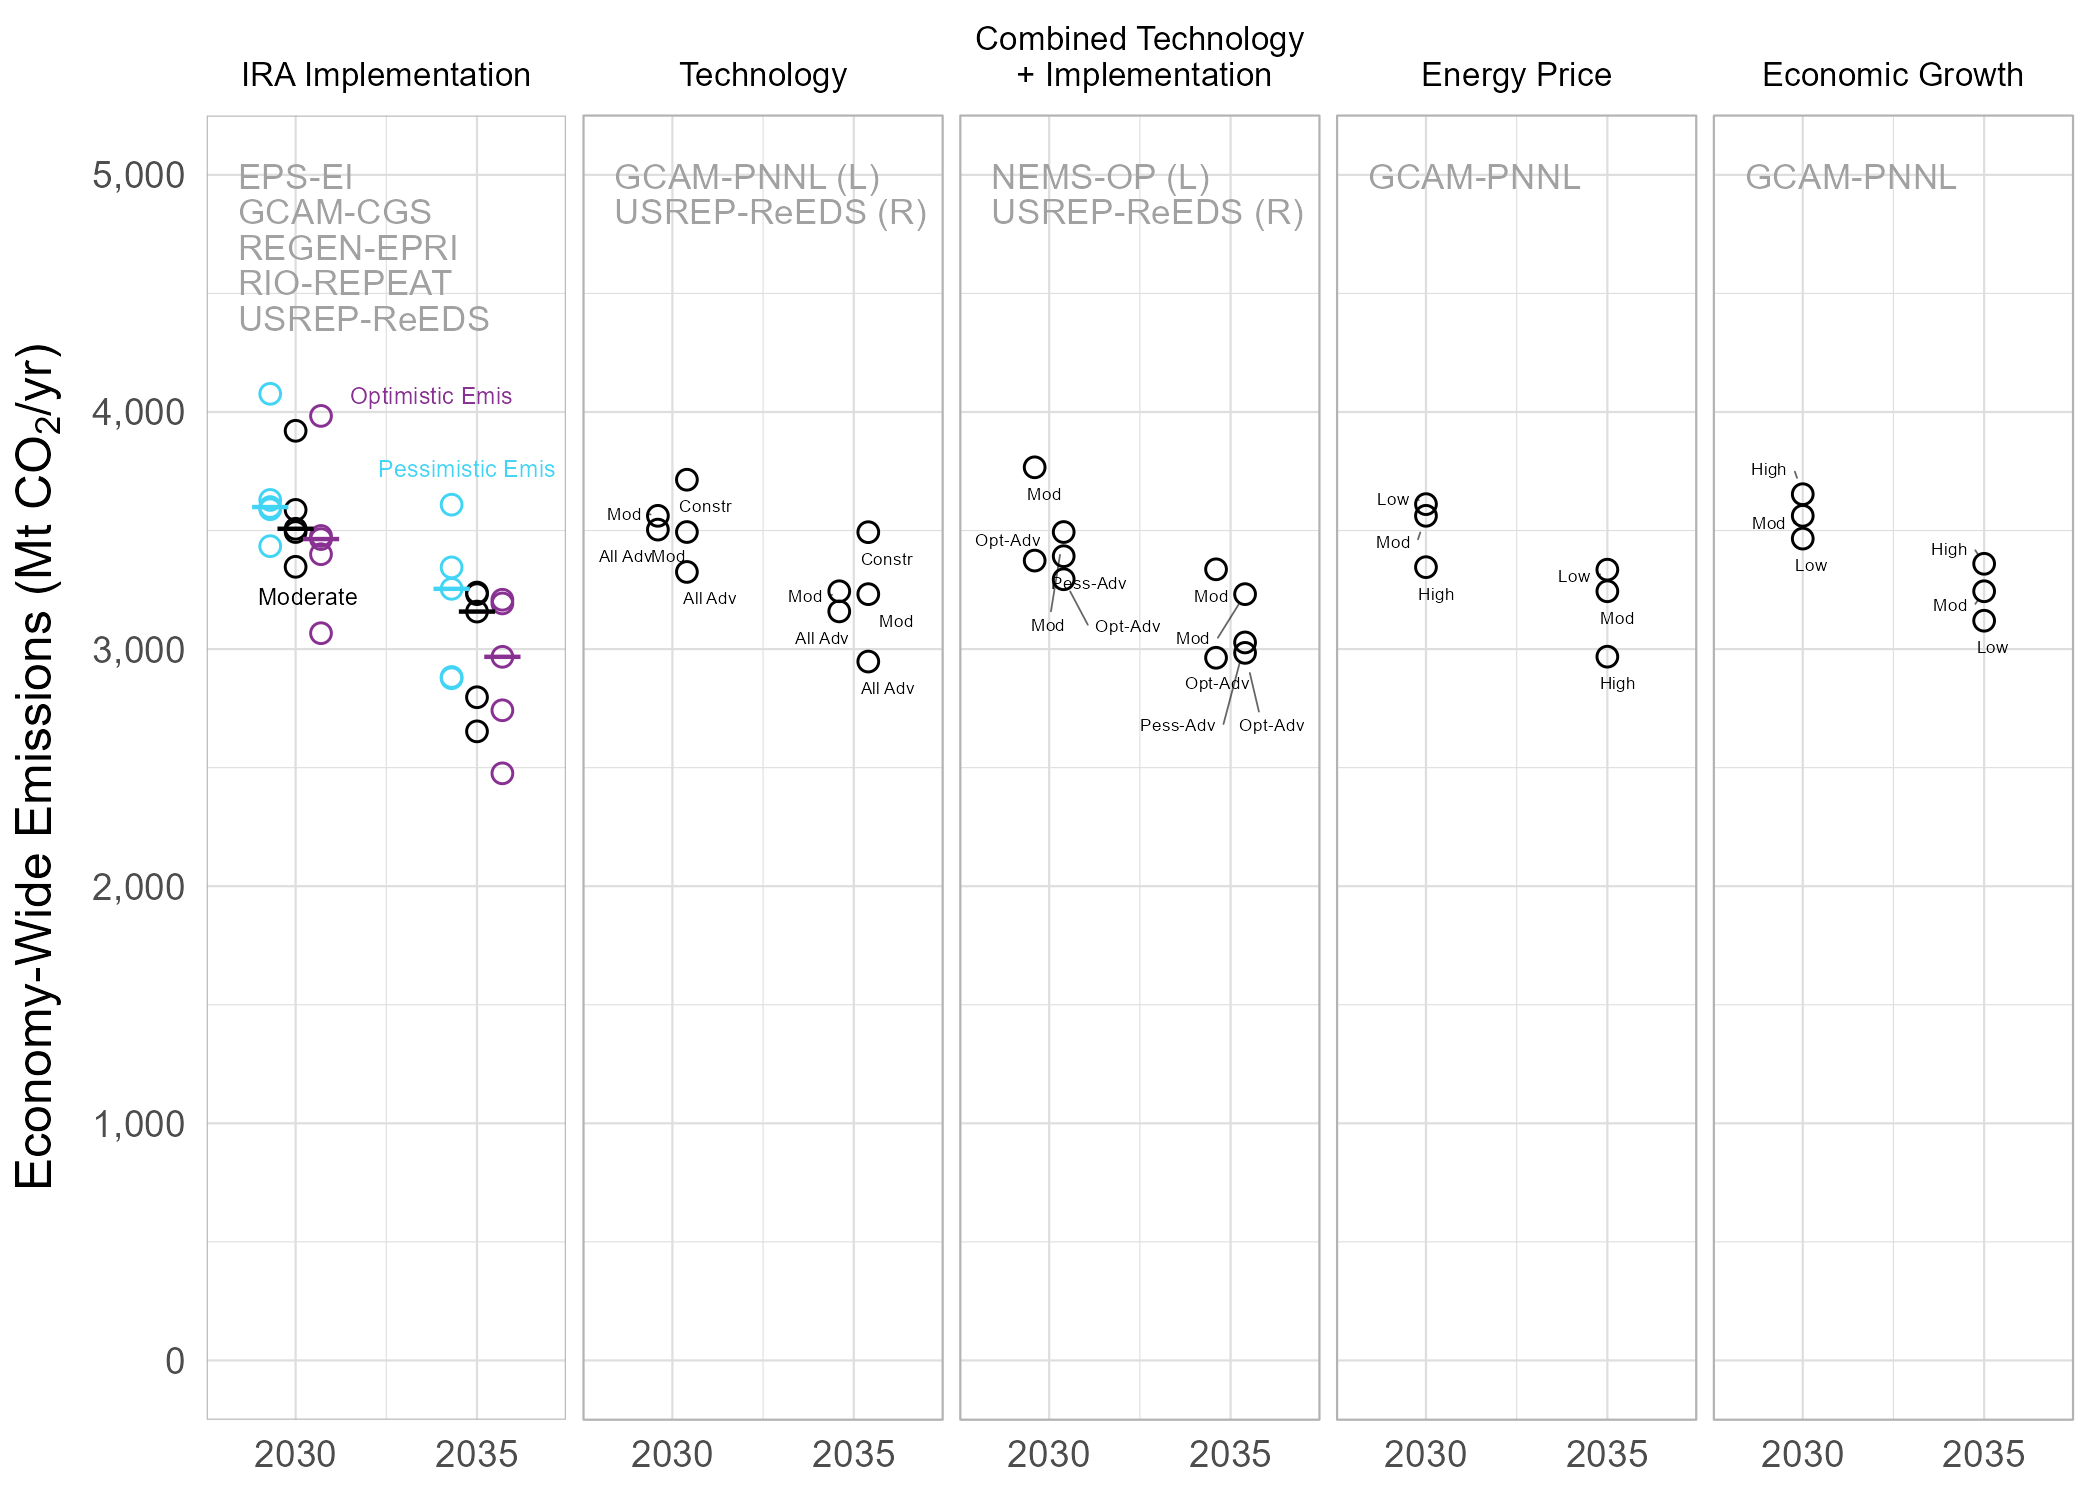 Combined Technology
IRA Implementation
Technology
+ Implementation
Energy Price
Economic Growth
Economy-Wide Emissions (Mt CO₂/yr)
5,000
4,000
3,000
2,000
1,000
0
EPS-EI
GCAM-CGS
REGEN-EPRI
RIO-REPEAT
USREP-ReEDS
Optimistic Emis
Pessimistic Emis
Moderate
GCAM-PNNL (L)
USREP-ReEDS (R)
Constr
Mod
All Adv
Mod
All Adv
Constr
Mod
Mod
All Adv
All Adv
NEMS-OP (L)
USREP-ReEDS (R)
Mod
Opt-Adv
Pess-Adv
Mod
Opt-Adv
Mod
Mod
Opt-Adv
Pess-Adv
Opt-Adv
GCAM-PNNL
Low
Mod
High
Low
Mod
High
GCAM-PNNL
High
Mod
Low
High
Mod
Low
2030
2035
2030
2035
2030
2035
2030
2035
2030
2035